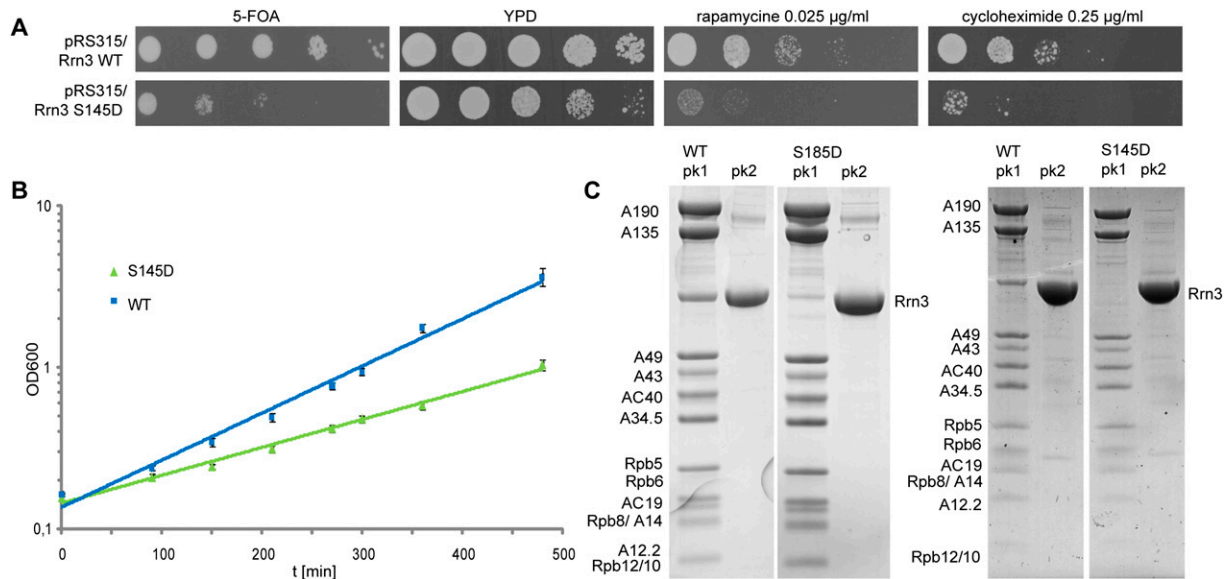 A
5-FOA
YPD
rapamycine 0.025 µg/ml
cycloheximide 0.25 µg/ml
pRS315/
Rrn3 WT
pRS315/
Rrn3 S145D
B
OD600
10
1
0,1
S145D
WT
0
100
200
300
400
500
t [min]
C
WT
S185D
pk1
pk2
pk1
pk2
A190
A135
Rrn3
A49
A43
AC40
A34.5
Rpb5
Rpb6
AC19
Rpb8/ A14
A12.2
Rpb12/10
WT
S145D
pk1
pk2
pk1
pk2
A190
A135
Rrn3
A49
A43
AC40
A34.5
Rpb5
Rpb6
AC19
Rpb8/ A14
A12.2
Rpb12/10